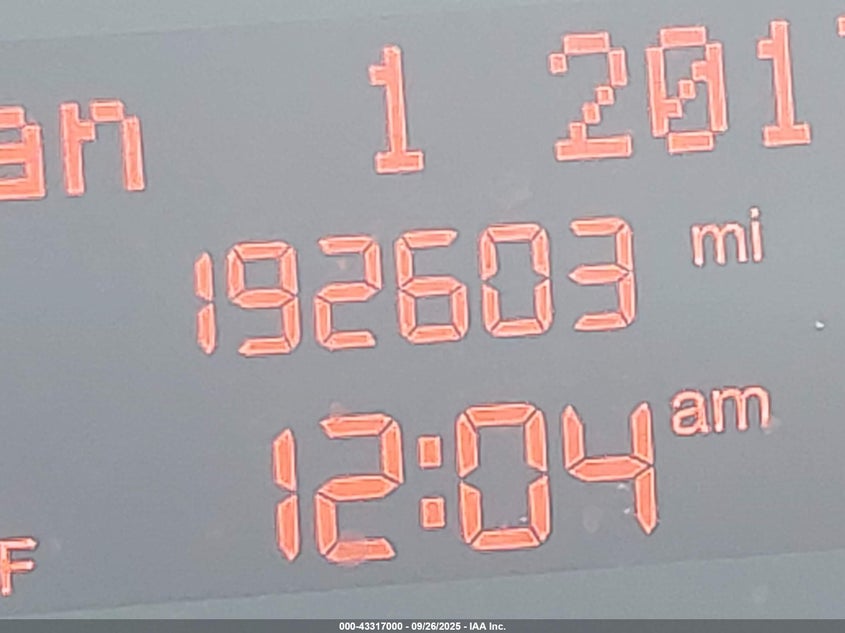 an 1 201
192603 mi
12:04 am
F
000-43317000 - 09/26/2025 - IAA Inc.